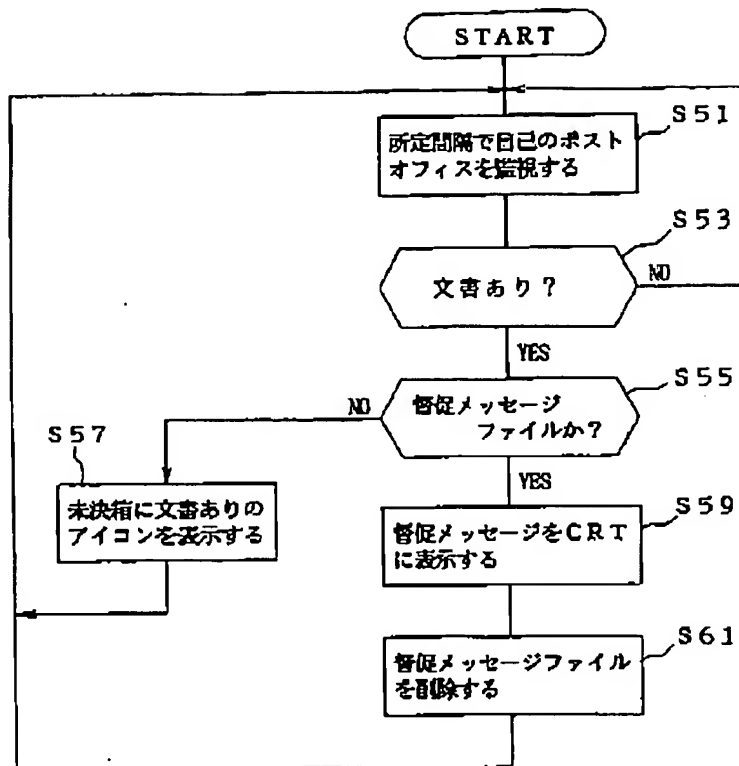 START
S51
所定間隔で自己のポスト
オフィスを監視する
S53
文書あり？
NO
YES
S55
督促メッセージ
ファイルか？
NO
YES
S57
未決箱に文書ありの
アイコンを表示する
S59
督促メッセージをCRT
に表示する
S61
督促メッセージファイル
を削除する